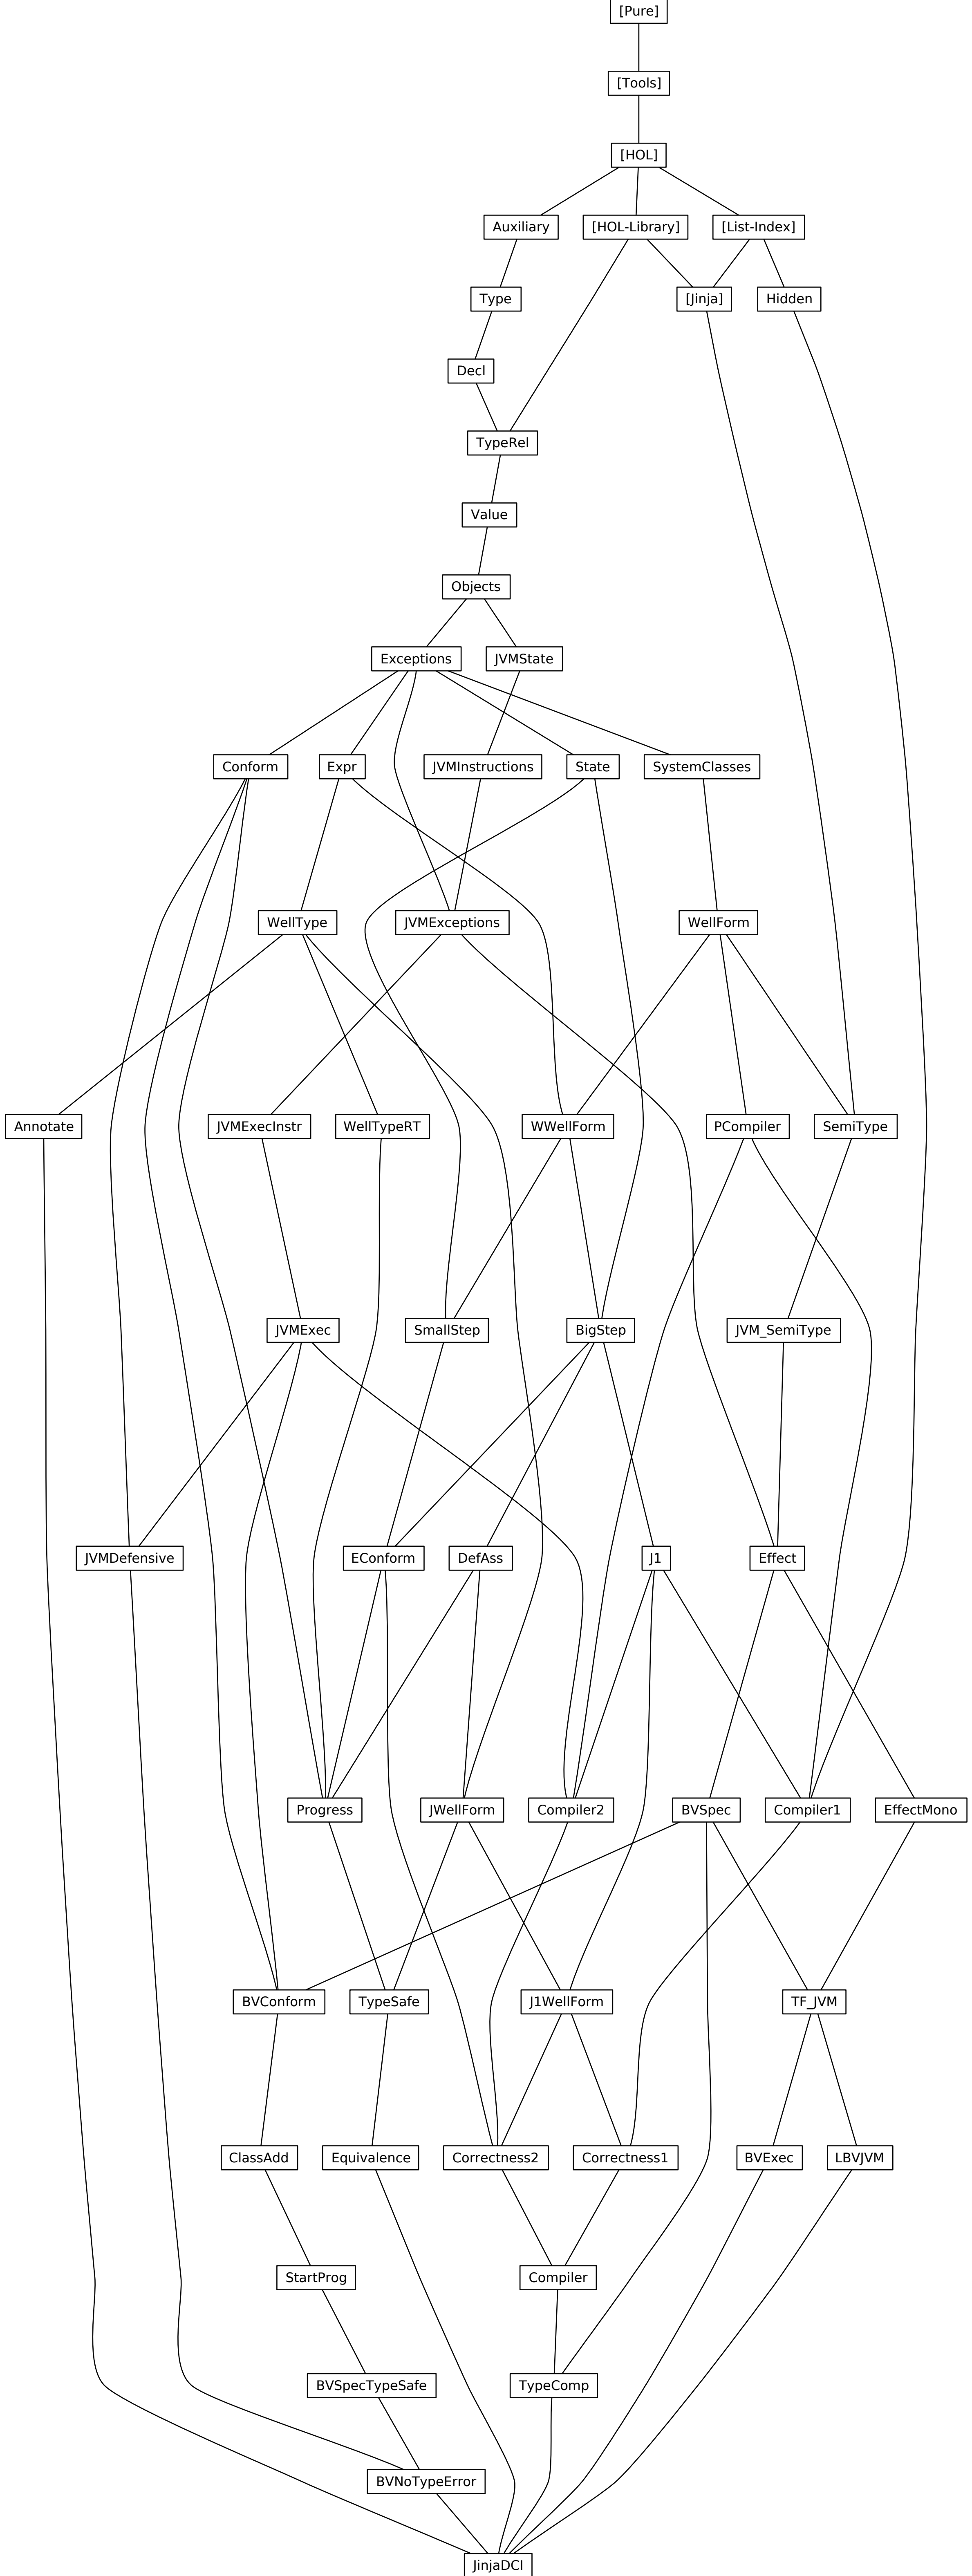 [Pure]
[Tools]
[HOL]
Auxiliary
[HOL-Library]
[List-Index]
Type
[Jinja]
Hidden
Decl
TypeRel
Value
Objects
Exceptions
JVMState
Conform
Expr
JVMInstructions
State
SystemClasses
WellType
JVMExceptions
WellForm
Annotate
JVMExecInstr
WellTypeRT
WWellForm
PCompiler
SemiType
JVMExec
SmallStep
BigStep
JVM_SemiType
JVMDefensive
EConform
DefAss
J1
Effect
Progress
JWellForm
Compiler2
BVSpec
Compiler1
EffectMono
BVConform
TypeSafe
J1WellForm
TF_JVM
ClassAdd
Equivalence
Correctness2
Correctness1
BVExec
LBVJVM
StartProg
Compiler
BVSpecTypeSafe
TypeComp
BVNoTypeError
JinjaDCI